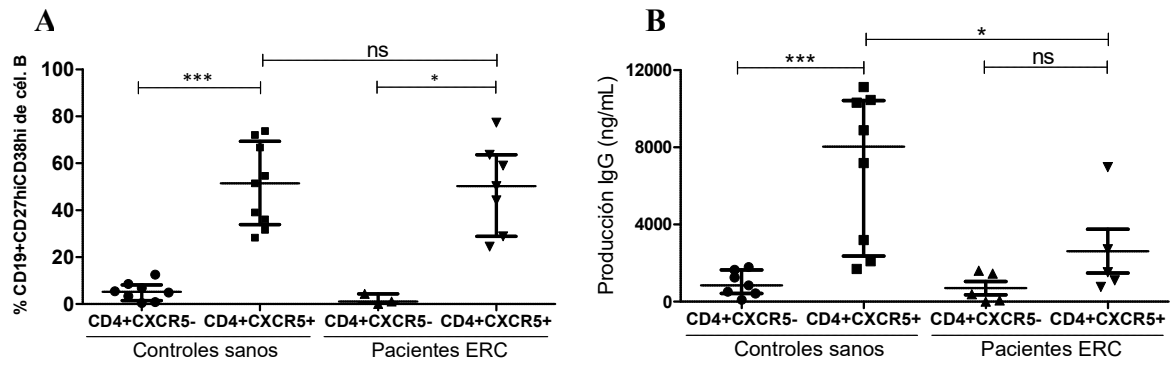 A
% CD19+CD27hiCD38hi de cél. B
100
80
60
40
20
0
***
ns
*
CD4+CXCR5- CD4+CXCR5+ CD4+CXCR5- CD4+CXCR5+
Controles sanos Pacientes ERC
B
Producción IgG (ng/mL)
12000
8000
4000
0
***
*
ns
CD4+CXCR5- CD4+CXCR5+ CD4+CXCR5- CD4+CXCR5+
Controles sanos Pacientes ERC